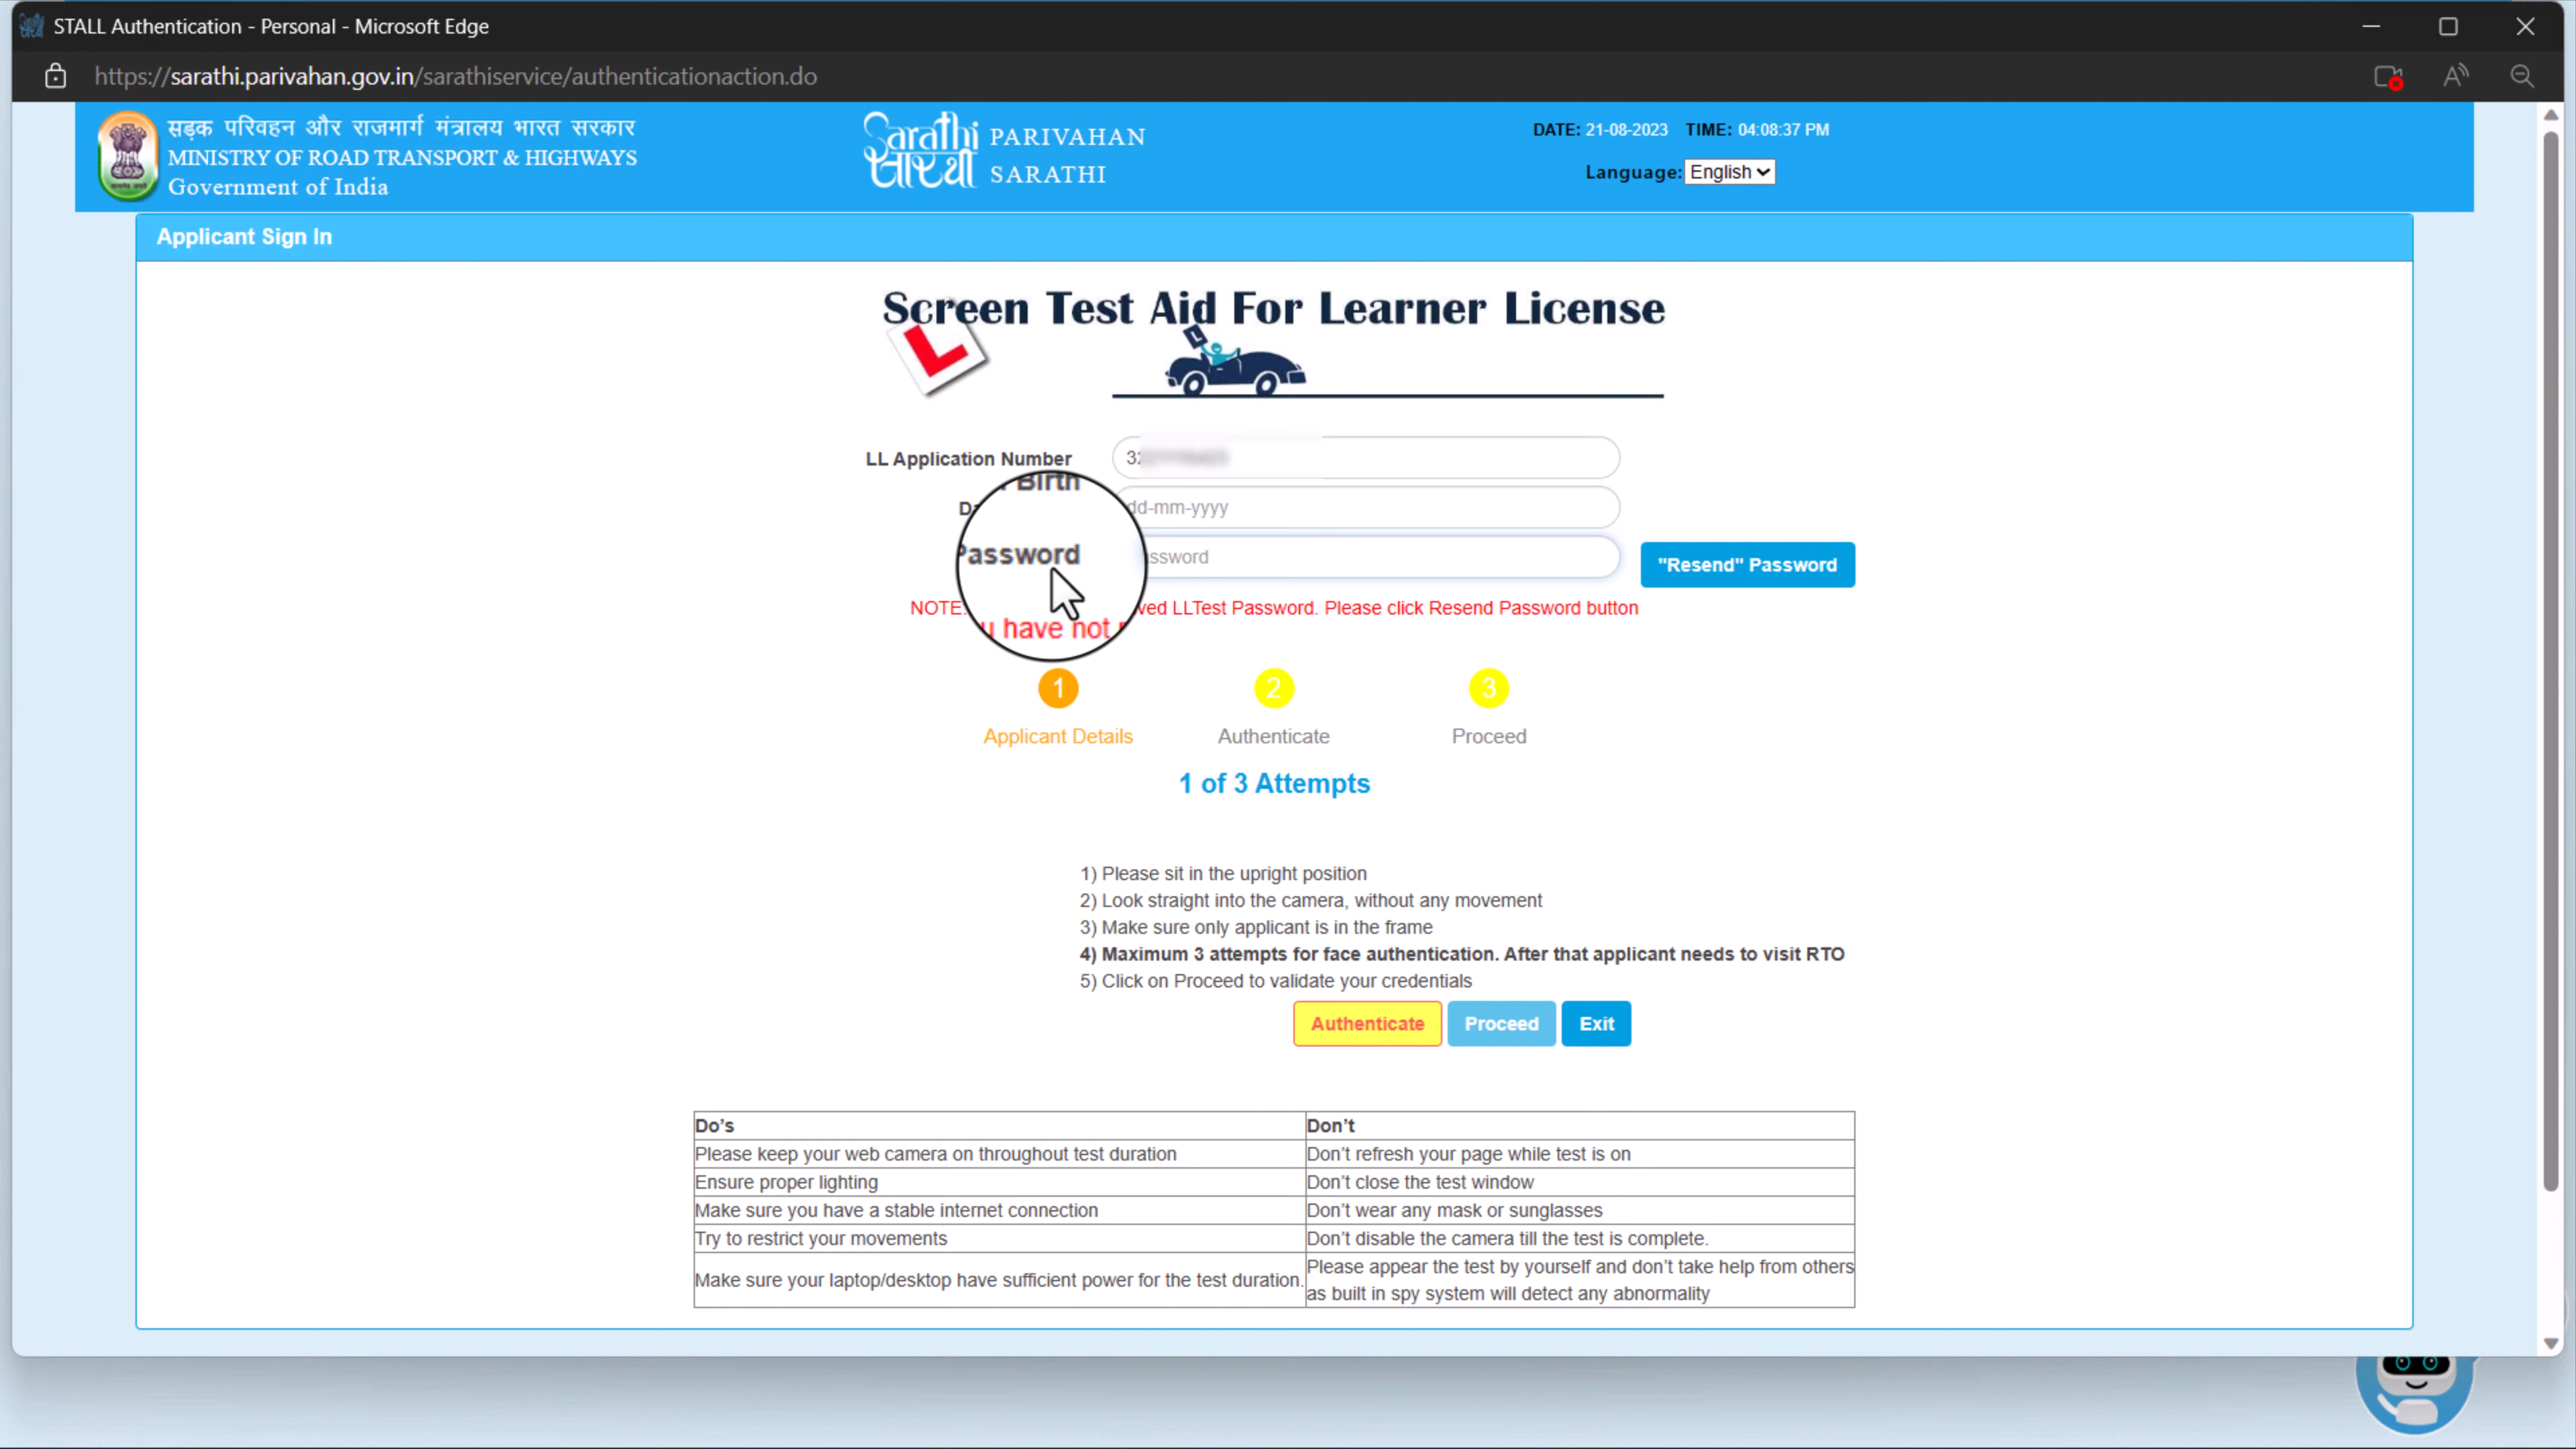 STALL Authentication - Personal - Microsoft Edge
https://sarathi.parivahan.gov.in/sarathiservice/authenticationaction.do
सड़क परिवहन और राजमार्ग मंत्रालय भारत सरकार
MINISTRY OF ROAD TRANSPORT & HIGHWAYS
Government of India
Sarathi
सारथी
PARIVAHAN
SARATHI
DATE: 21-08-2023 TIME: 04:08:37 PM
Language: English
Applicant Sign In
Screen Test Aid For Learner License
L
LL Application Number
Birth
dd-mm-yyyy
Password
"Resend" Password
NOTE: u have not LLTest Password. Please click Resend Password button
1 2 3
Applicant Details Authenticate Proceed
1 of 3 Attempts
1) Please sit in the upright position
2) Look straight into the camera, without any movement
3) Make sure only applicant is in the frame
4) Maximum 3 attempts for face authentication. After that applicant needs to visit RTO
5) Click on Proceed to validate your credentials
Authenticate Proceed Exit
Do's Don't
Please keep your web camera on throughout test duration Don't refresh your page while test is on
Ensure proper lighting Don't close the test window
Make sure you have a stable internet connection Don't wear any mask or sunglasses
Try to restrict your movements Don't disable the camera till the test is complete.
Make sure your laptop/desktop have sufficient power for the test duration. Please appear the test by yourself and don't take help from others
as built in spy system will detect any abnormality